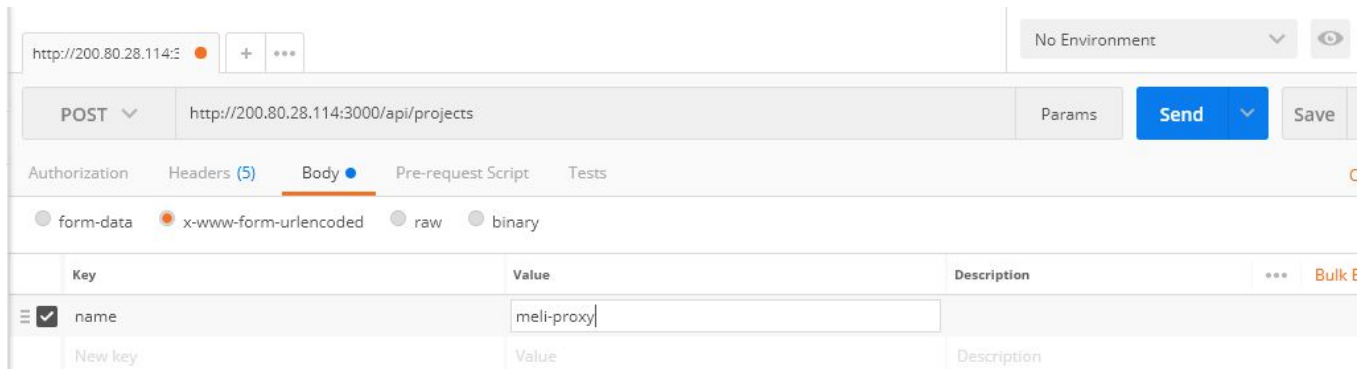 http://200.80.28.114:3 + •••
No Environment
POST http://200.80.28.114:3000/api/projects Params Send Save
Authorization Headers (5) Body Pre-request Script Tests
form-data x-www-form-urlencoded raw binary
Key Value Description ••• Bulk
name meli-proxy
New key Value Description